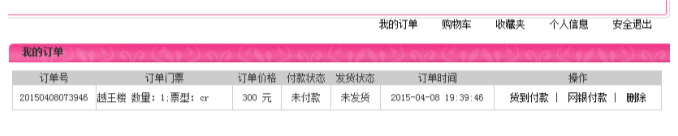 我的订单 购物车 收藏夹 个人信息 安全退出
我的订单
订单号 订单门票 订单价格 付款状态 发货状态 订单时间 操作
20150408073946 越王楼 数量：1;票型：cr 300 元 未付款 未发货 2015-04-08 19:39:46 货到付款 | 网银付款 | 删除